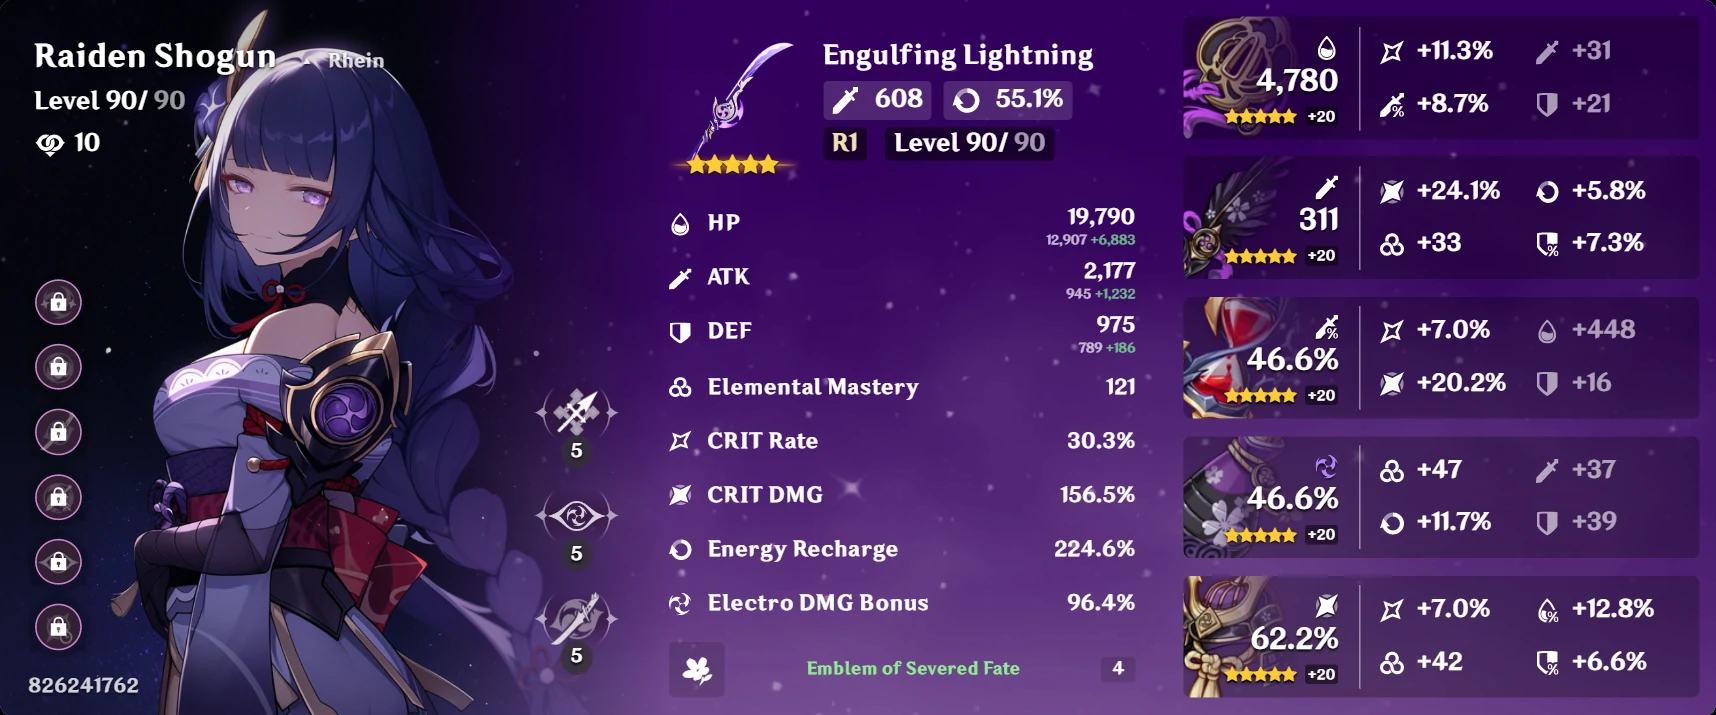 Raiden Shogun Rhein
Level 90/ 90
10
5
5
5
826241762
Engulfing Lightning
608 55.1%
R1 Level 90/ 90
HP 19,790
12,907 +6,883
ATK 2,177
945 +1,232
DEF 975
789 +186
Elemental Mastery 121
CRIT Rate 30.3%
CRIT DMG 156.5%
Energy Recharge 224.6%
Electro DMG Bonus 96.4%
Emblem of Severed Fate 4
4,780
+20
+11.3% +31
+8.7% +21
311
+20
+24.1% +5.8%
+33 +7.3%
46.6%
+20
+7.0% +448
+20.2% +16
46.6%
+20
+47 +37
+11.7% +39
62.2%
+20
+7.0% +12.8%
+42 +6.6%